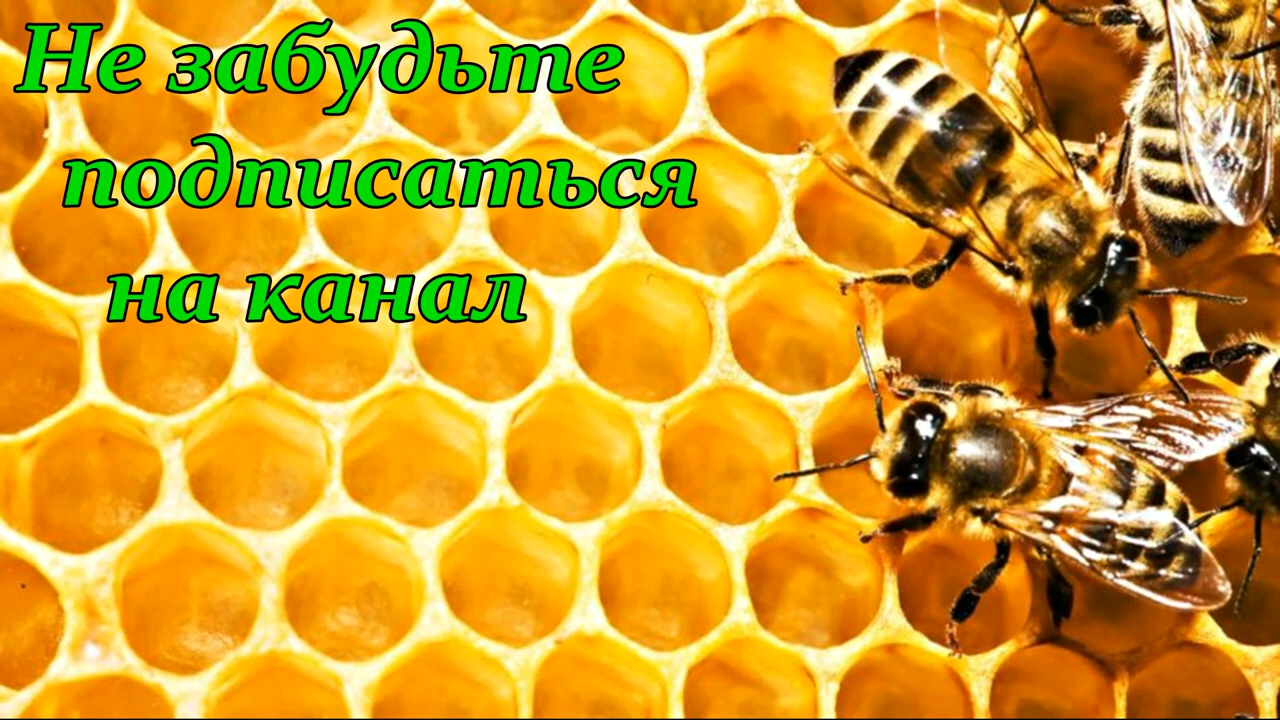 Не забудьте
подписаться
на канал